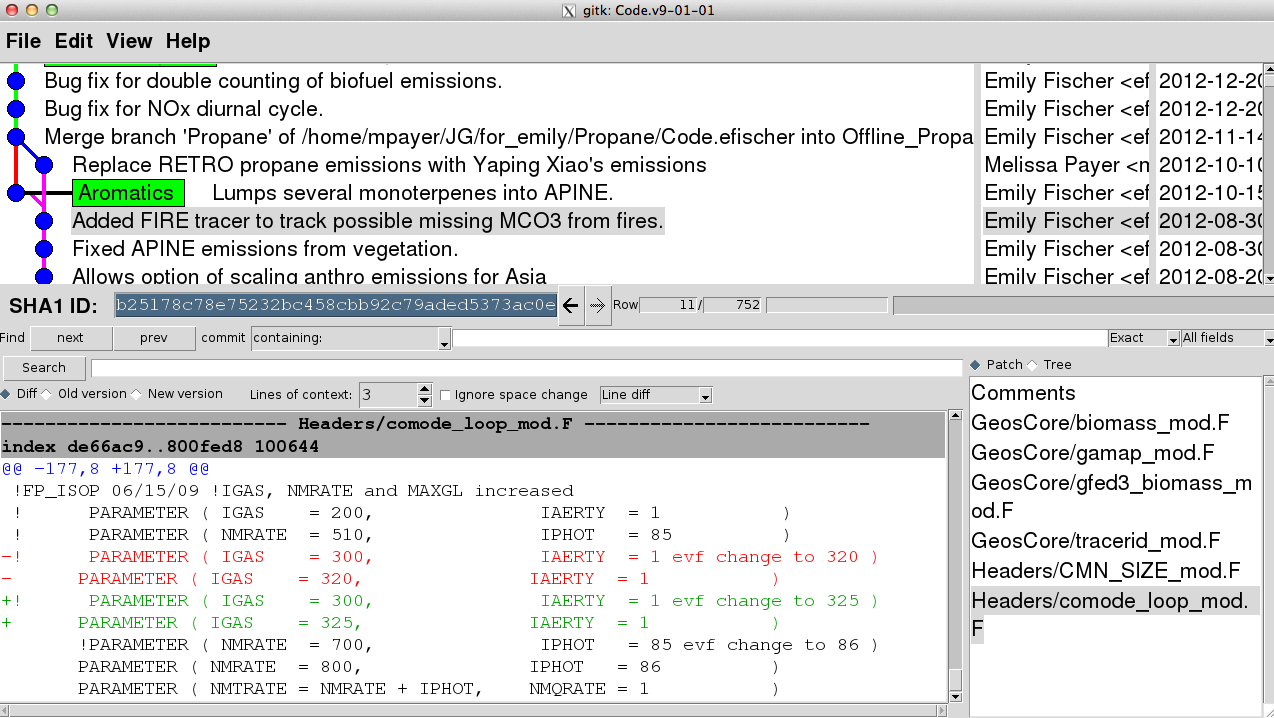 gitk: Code.v9-01-01
File Edit View Help
Bug fix for double counting of biofuel emissions. Emily Fischer <ef 2012-12-20
Bug fix for NOx diurnal cycle. Emily Fischer <ef 2012-12-20
Merge branch 'Propane' of /home/mpayer/JG/for_emily/Propane/Code.efischer into Offline_Propa Emily Fischer <ef 2012-11-14
Replace RETRO propane emissions with Yaping Xiao's emissions Melissa Payer <n 2012-10-10
Aromatics Lumps several monoterpenes into APINE. Emily Fischer <ef 2012-10-15
Added FIRE tracer to track possible missing MCO3 from fires. Emily Fischer <ef 2012-08-30
Fixed APINE emissions from vegetation. Emily Fischer <ef 2012-08-30
Allows option of scaling anthro emissions for Asia Emily Fischer <ef 2012-08-20
SHA1 ID: b25178c78e75232bc458cbb92c79aded5373ac0e Row 11 / 752
Find next prev commit containing: Exact All fields
Search
Diff Old version New version Lines of context: 3 Ignore space change Line diff
Patch Tree
---------------------------- Headers/comode_loop_mod.F ----------------------------
index de66ac9..800fed8 100644
@@ -177,8 +177,8 @@
!FP_ISOP 06/15/09 !IGAS, NMRATE and MAXGL increased
! PARAMETER ( IGAS = 200, IAERTY = 1 )
! PARAMETER ( NMRATE = 510, IPHOT = 85 )
-! PARAMETER ( IGAS = 300, IAERTY = 1 evf change to 320 )
- PARAMETER ( IGAS = 320, IAERTY = 1 )
+! PARAMETER ( IGAS = 300, IAERTY = 1 evf change to 325 )
+ PARAMETER ( IGAS = 325, IAERTY = 1 )
!PARAMETER ( NMRATE = 700, IPHOT = 85 evf change to 86 )
PARAMETER ( NMRATE = 800, IPHOT = 86 )
PARAMETER ( NMTRATE = NMRATE + IPHOT, NMQRATE = 1 )
Comments
GeosCore/biomass_mod.F
GeosCore/gamap_mod.F
GeosCore/gfed3_biomass_m
od.F
GeosCore/tracerid_mod.F
Headers/CMN_SIZE_mod.F
Headers/comode_loop_mod.
F